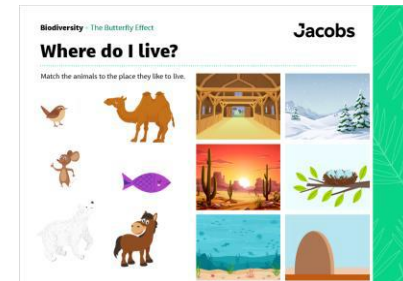 Biodiversity - The Butterfly Effect
Jacobs
Where do I live?
Match the animals to the place they like to live.